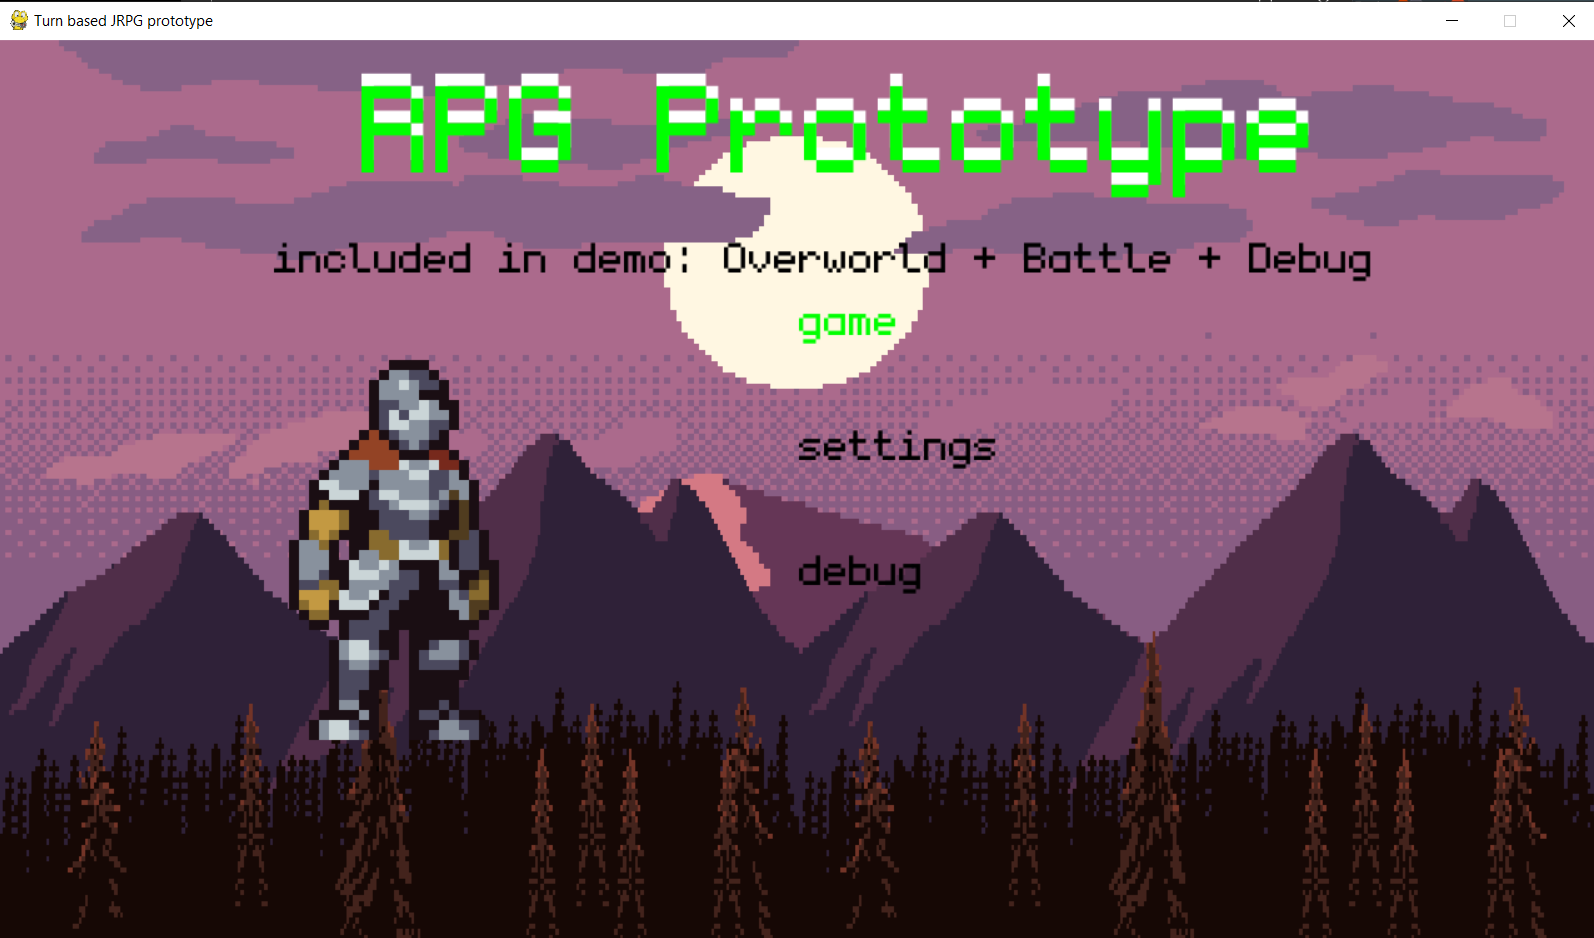 Turn based JRPG prototype
RPG Prototype
included in demo: Overworld + Battle + Debug
game
settings
debug